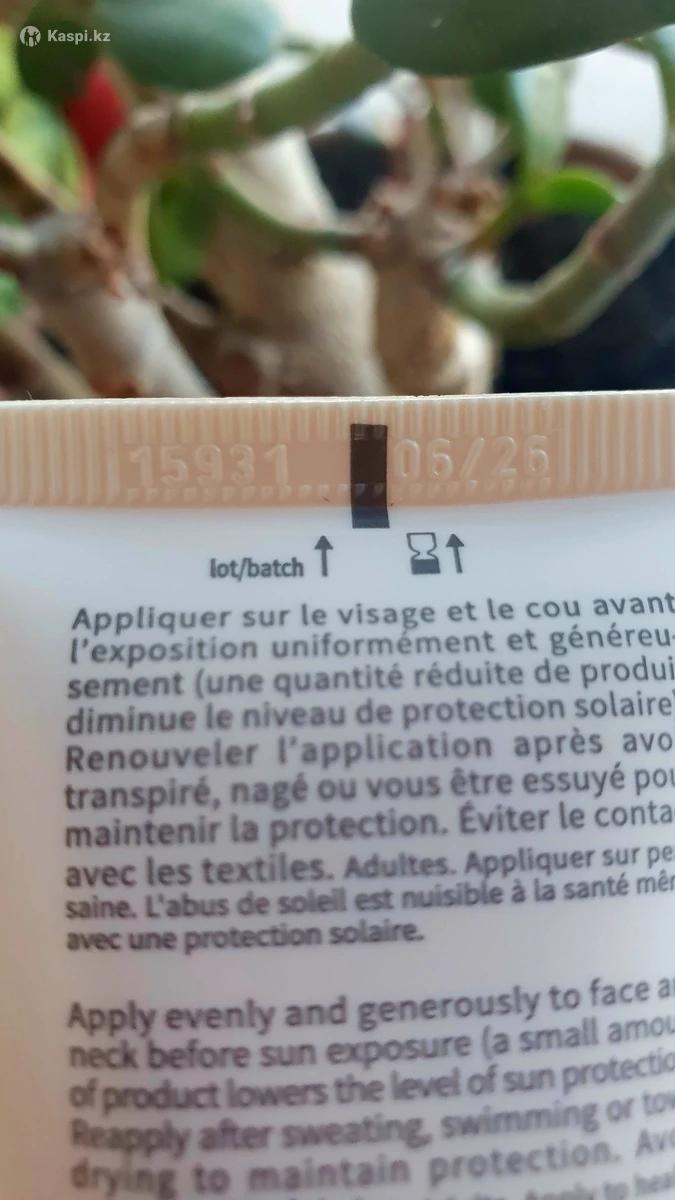 Kaspi.kz
15931 06/26
lot/batch
Appliquer sur le visage et le cou avant
l'exposition uniformément et généreu-
sement (une quantité réduite de produi
diminue le niveau de protection solaire)
Renouveler l'application après avo
transpiré, nagé ou vous être essuyé pou
maintenir la protection. Éviter le conta
avec les textiles. Adultes. Appliquer sur pe
saine. L'abus de soleil est nuisible à la santé mêm
avec une protection solaire.
Apply evenly and generously to face a
neck before sun exposure (a small amou
of product lowers the level of sun protectio
Reapply after sweating, swimming or tow
drying to maintain protection. Avo